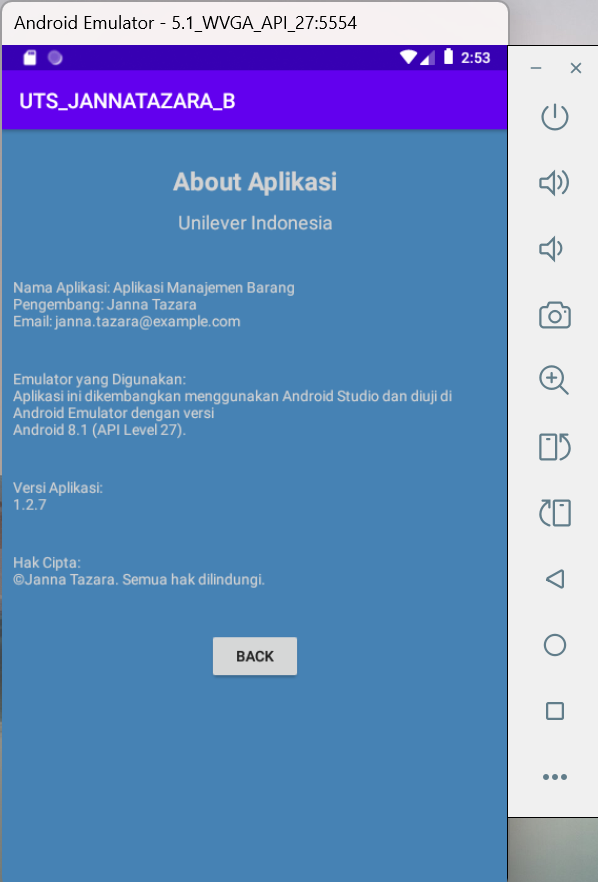 Android Emulator - 5.1_WVGA_API_27:5554
2:53
UTS_JANNATAZARA_B
About Aplikasi
Unilever Indonesia
Nama Aplikasi: Aplikasi Manajemen Barang
Pengembang: Janna Tazara
Email: janna.tazara@example.com
Emulator yang Digunakan:
Aplikasi ini dikembangkan menggunakan Android Studio dan diuji di
Android Emulator dengan versi
Android 8.1 (API Level 27).
Versi Aplikasi:
1.2.7
Hak Cipta:
©Janna Tazara. Semua hak dilindungi.
BACK